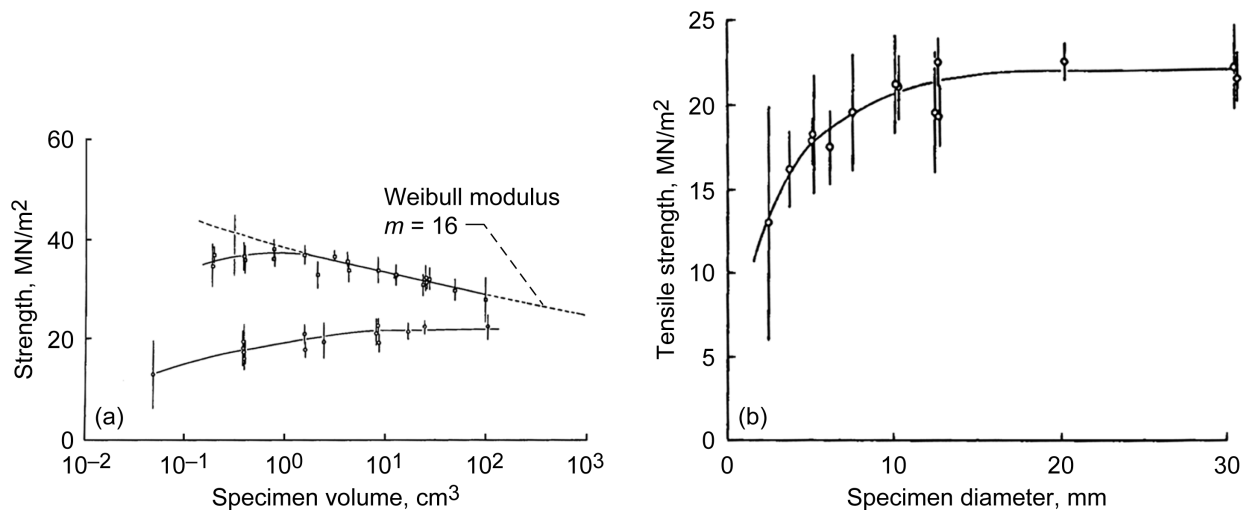 60
40
20
0
Strength, MN/m2
Weibull modulus
m = 16
(a)
10–2
10–1
100
101
102
103
Specimen volume, cm3
25
20
15
10
5
0
Tensile strength, MN/m2
(b)
0
10
20
30
Specimen diameter, mm